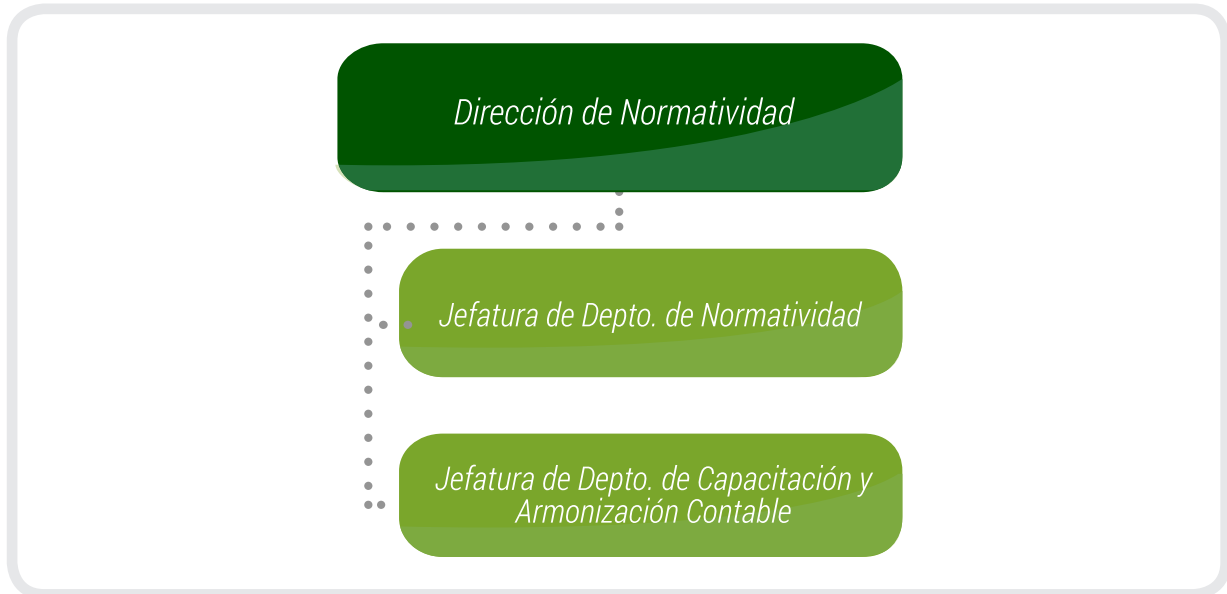 Dirección de Normatividad
Jefatura de Depto. de Normatividad
Jefatura de Depto. de Capacitación y
Armonización Contable